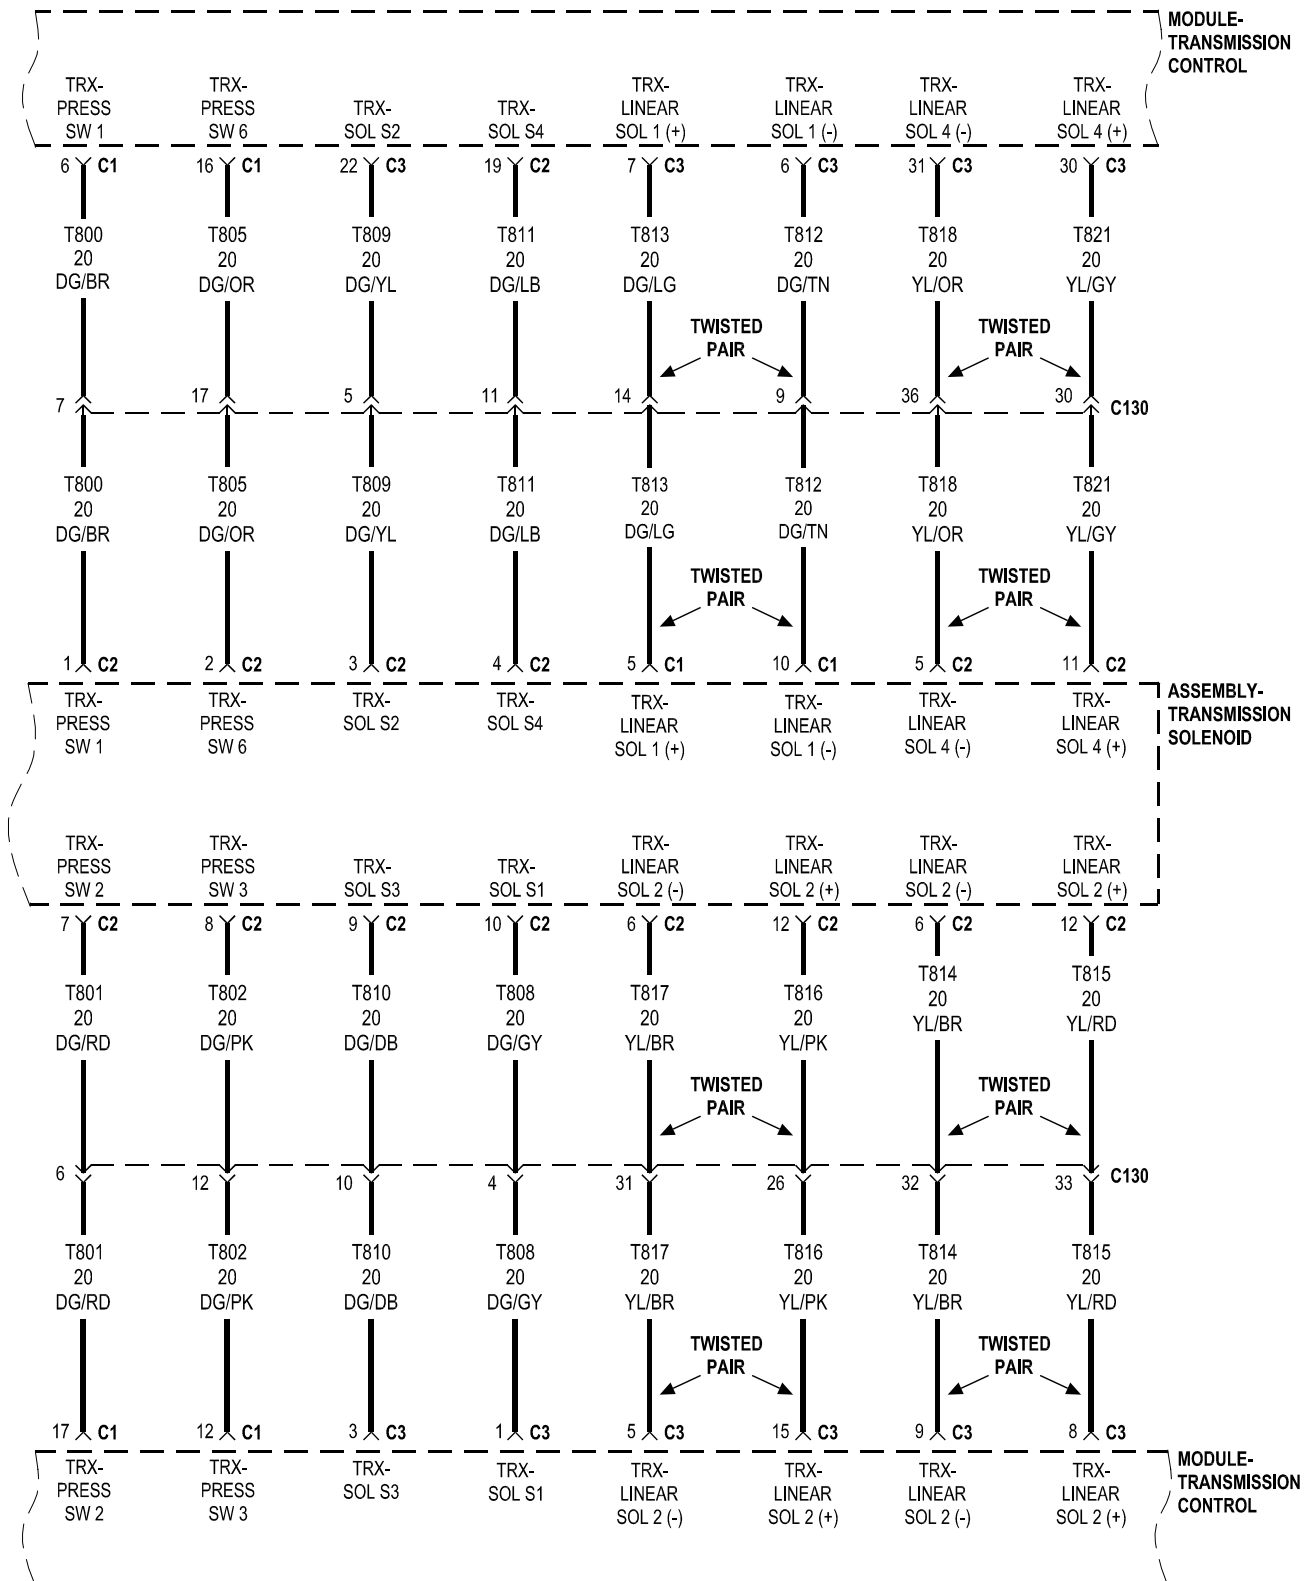 MODULE-
TRANSMISSION
CONTROL
TRX- TRX- TRX- TRX- TRX- TRX- TRX- TRX-
PRESS PRESS SOL S2 SOL S4 LINEAR LINEAR LINEAR LINEAR
SW 1 SW 6 SOL 1 (+) SOL 1 (-) SOL 4 (-) SOL 4 (+)
6 C1 16 C1 22 C3 19 C2 7 C3 6 C3 31 C3 30 C3
T800 T805 T809 T811 T813 T812 T818 T821
20 20 20 20 20 20 20 20
DG/BR DG/OR DG/YL DG/LB DG/LG DG/TN YL/OR YL/GY
TWISTED TWISTED
PAIR PAIR
7 17 5 11 14 9 36 30 C130
T800 T805 T809 T811 T813 T812 T818 T821
20 20 20 20 20 20 20 20
DG/BR DG/OR DG/YL DG/LB DG/LG DG/TN YL/OR YL/GY
TWISTED TWISTED
PAIR PAIR
1 C2 2 C2 3 C2 4 C2 5 C1 10 C1 5 C2 11 C2
ASSEMBLY-
TRANSMISSION
SOLENOID
TRX- TRX- TRX- TRX- TRX- TRX- TRX- TRX-
PRESS PRESS SOL S2 SOL S4 LINEAR LINEAR LINEAR LINEAR
SW 1 SW 6 SOL 1 (+) SOL 1 (-) SOL 4 (-) SOL 4 (+)
TRX- TRX- TRX- TRX- TRX- TRX- TRX- TRX-
PRESS PRESS SOL S3 SOL S1 LINEAR LINEAR LINEAR LINEAR
SW 2 SW 3 SOL 2 (-) SOL 2 (+) SOL 2 (-) SOL 2 (+)
7 C2 8 C2 9 C2 10 C2 6 C2 12 C2 6 C2 12 C2
T801 T802 T810 T808 T817 T816 T814 T815
20 20 20 20 20 20 20 20
DG/RD DG/PK DG/DB DG/GY YL/BR YL/PK YL/BR YL/RD
TWISTED TWISTED
PAIR PAIR
6 12 10 4 31 26 32 33 C130
T801 T802 T810 T808 T817 T816 T814 T815
20 20 20 20 20 20 20 20
DG/RD DG/PK DG/DB DG/GY YL/BR YL/PK YL/BR YL/RD
TWISTED TWISTED
PAIR PAIR
17 C1 12 C1 3 C3 1 C3 5 C3 15 C3 9 C3 8 C3
MODULE-
TRANSMISSION
CONTROL
TRX- TRX- TRX- TRX- TRX- TRX- TRX- TRX-
PRESS PRESS SOL S3 SOL S1 LINEAR LINEAR LINEAR LINEAR
SW 2 SW 3 SOL 2 (-) SOL 2 (+) SOL 2 (-) SOL 2 (+)